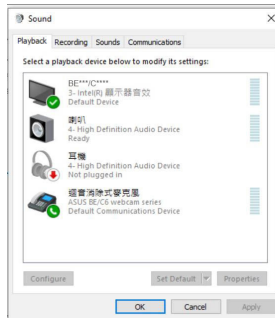 Sound
Playback
Recording
Sounds
Communications
Select a playback device below to modify its settings:
BE***/C****
3- Intel(R) 顯示器音效
Default Device
喇叭
4- High Definition Audio Device
Ready
耳機
4- High Definition Audio Device
Not plugged in
迴音消除式麥克風
ASUS BE/C6 webcam series
Default Communications Device
Configure
Set Default
Properties
OK
Cancel
Apply